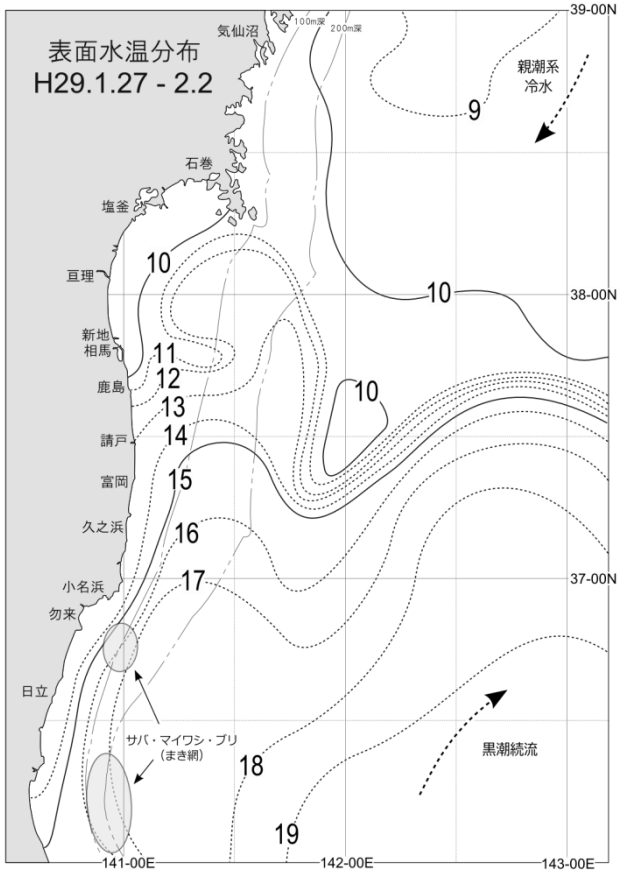 表面水温分布
H29.1.27 - 2.2
気仙沼
100m深
200m深
39-00N
親潮系
冷水
9
石巻
塩釜
10
亘理
10
38-00N
新地
相馬
11
鹿島
12
10
13
請戸
14
富岡
15
久之浜
16
17
37-00N
小名浜
勿来
日立
サバ・マイワシ・ブリ
(まき網)
黒潮続流
18
19
141-00E
142-00E
143-00E